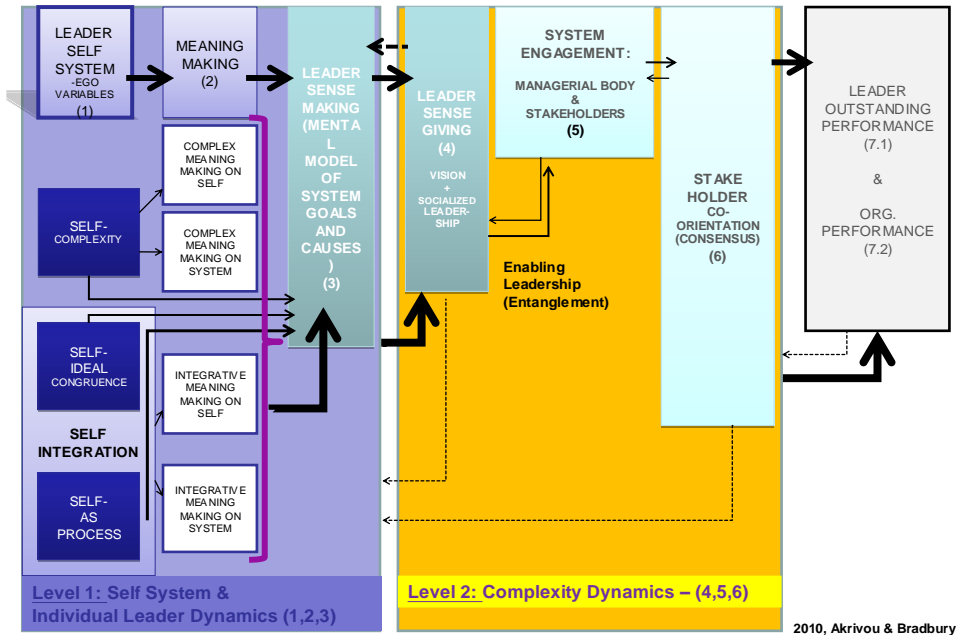 LEADER
SELF
SYSTEM
-EGO
VARIABLES
(1)
MEANING
MAKING
(2)
COMPLEX
MEANING
MAKING ON
SELF
COMPLEX
MEANING
MAKING ON
SYSTEM
SELF-
COMPLEXITY
SELF-
IDEAL
CONGRUENCE
SELF
INTEGRATION
SELF-
AS
PROCESS
INTEGRATIVE
MEANING
MAKING ON
SELF
INTEGRATIVE
MEANING
MAKING ON
SYSTEM
LEADER
SENSE
MAKING
(MENTA
L
MODEL
OF
SYSTEM
GOALS
AND
CAUSES
)
(3)
LEADER
SENSE
GIVING
(4)
VISION
+
SOCIALIZED
LEADER-
SHIP
SYSTEM
ENGAGEMENT:
MANAGERIAL BODY
&
STAKEHOLDERS
(5)
Enabling
Leadership
(Entanglement)
STAKE
HOLDER
CO-
ORIENTATION
(CONSENSUS)
(6)
LEADER
OUTSTANDING
PERFORMANCE
(7.1)
&
ORG.
PERFORMANCE
(7.2)
Level 1: Self System &
Individual Leader Dynamics (1,2,3)
Level 2: Complexity Dynamics – (4,5,6)
2010, Akrivou & Bradbury